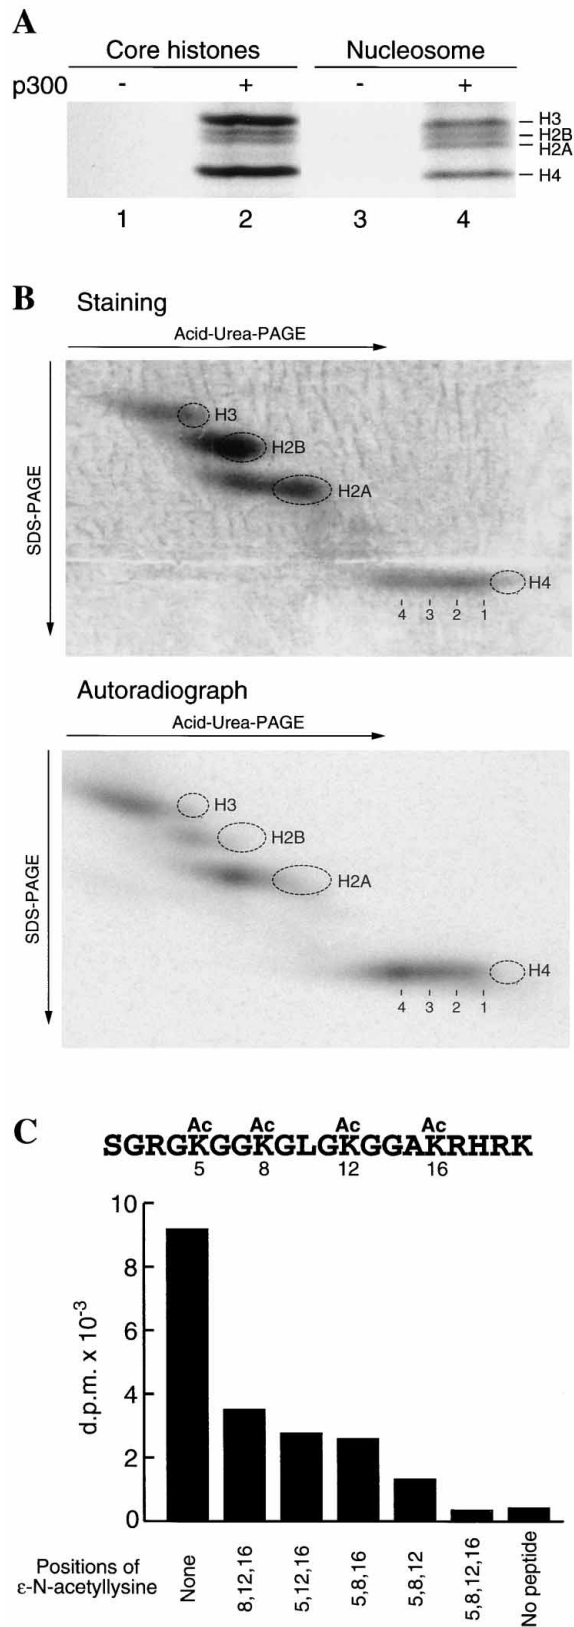 A
Core histones Nucleosome
p300 - + - +
H3
H2B
H2A
H4
1 2 3 4
B Staining
Acid-Urea-PAGE
SDS-PAGE
H3
H2B
H2A
H4
4 3 2 1
Autoradiograph
Acid-Urea-PAGE
SDS-PAGE
H3
H2B
H2A
H4
4 3 2 1
C
Ac Ac Ac Ac
SGRGKGGKGLGKGGAKRHRK
5 8 12 16
d.p.m. x 10-3
10
8
6
4
2
0
Positions of
ε-N-acetyllysine
None
8,12,16
5,12,16
5,8,16
5,8,12
5,8,12,16
No peptide